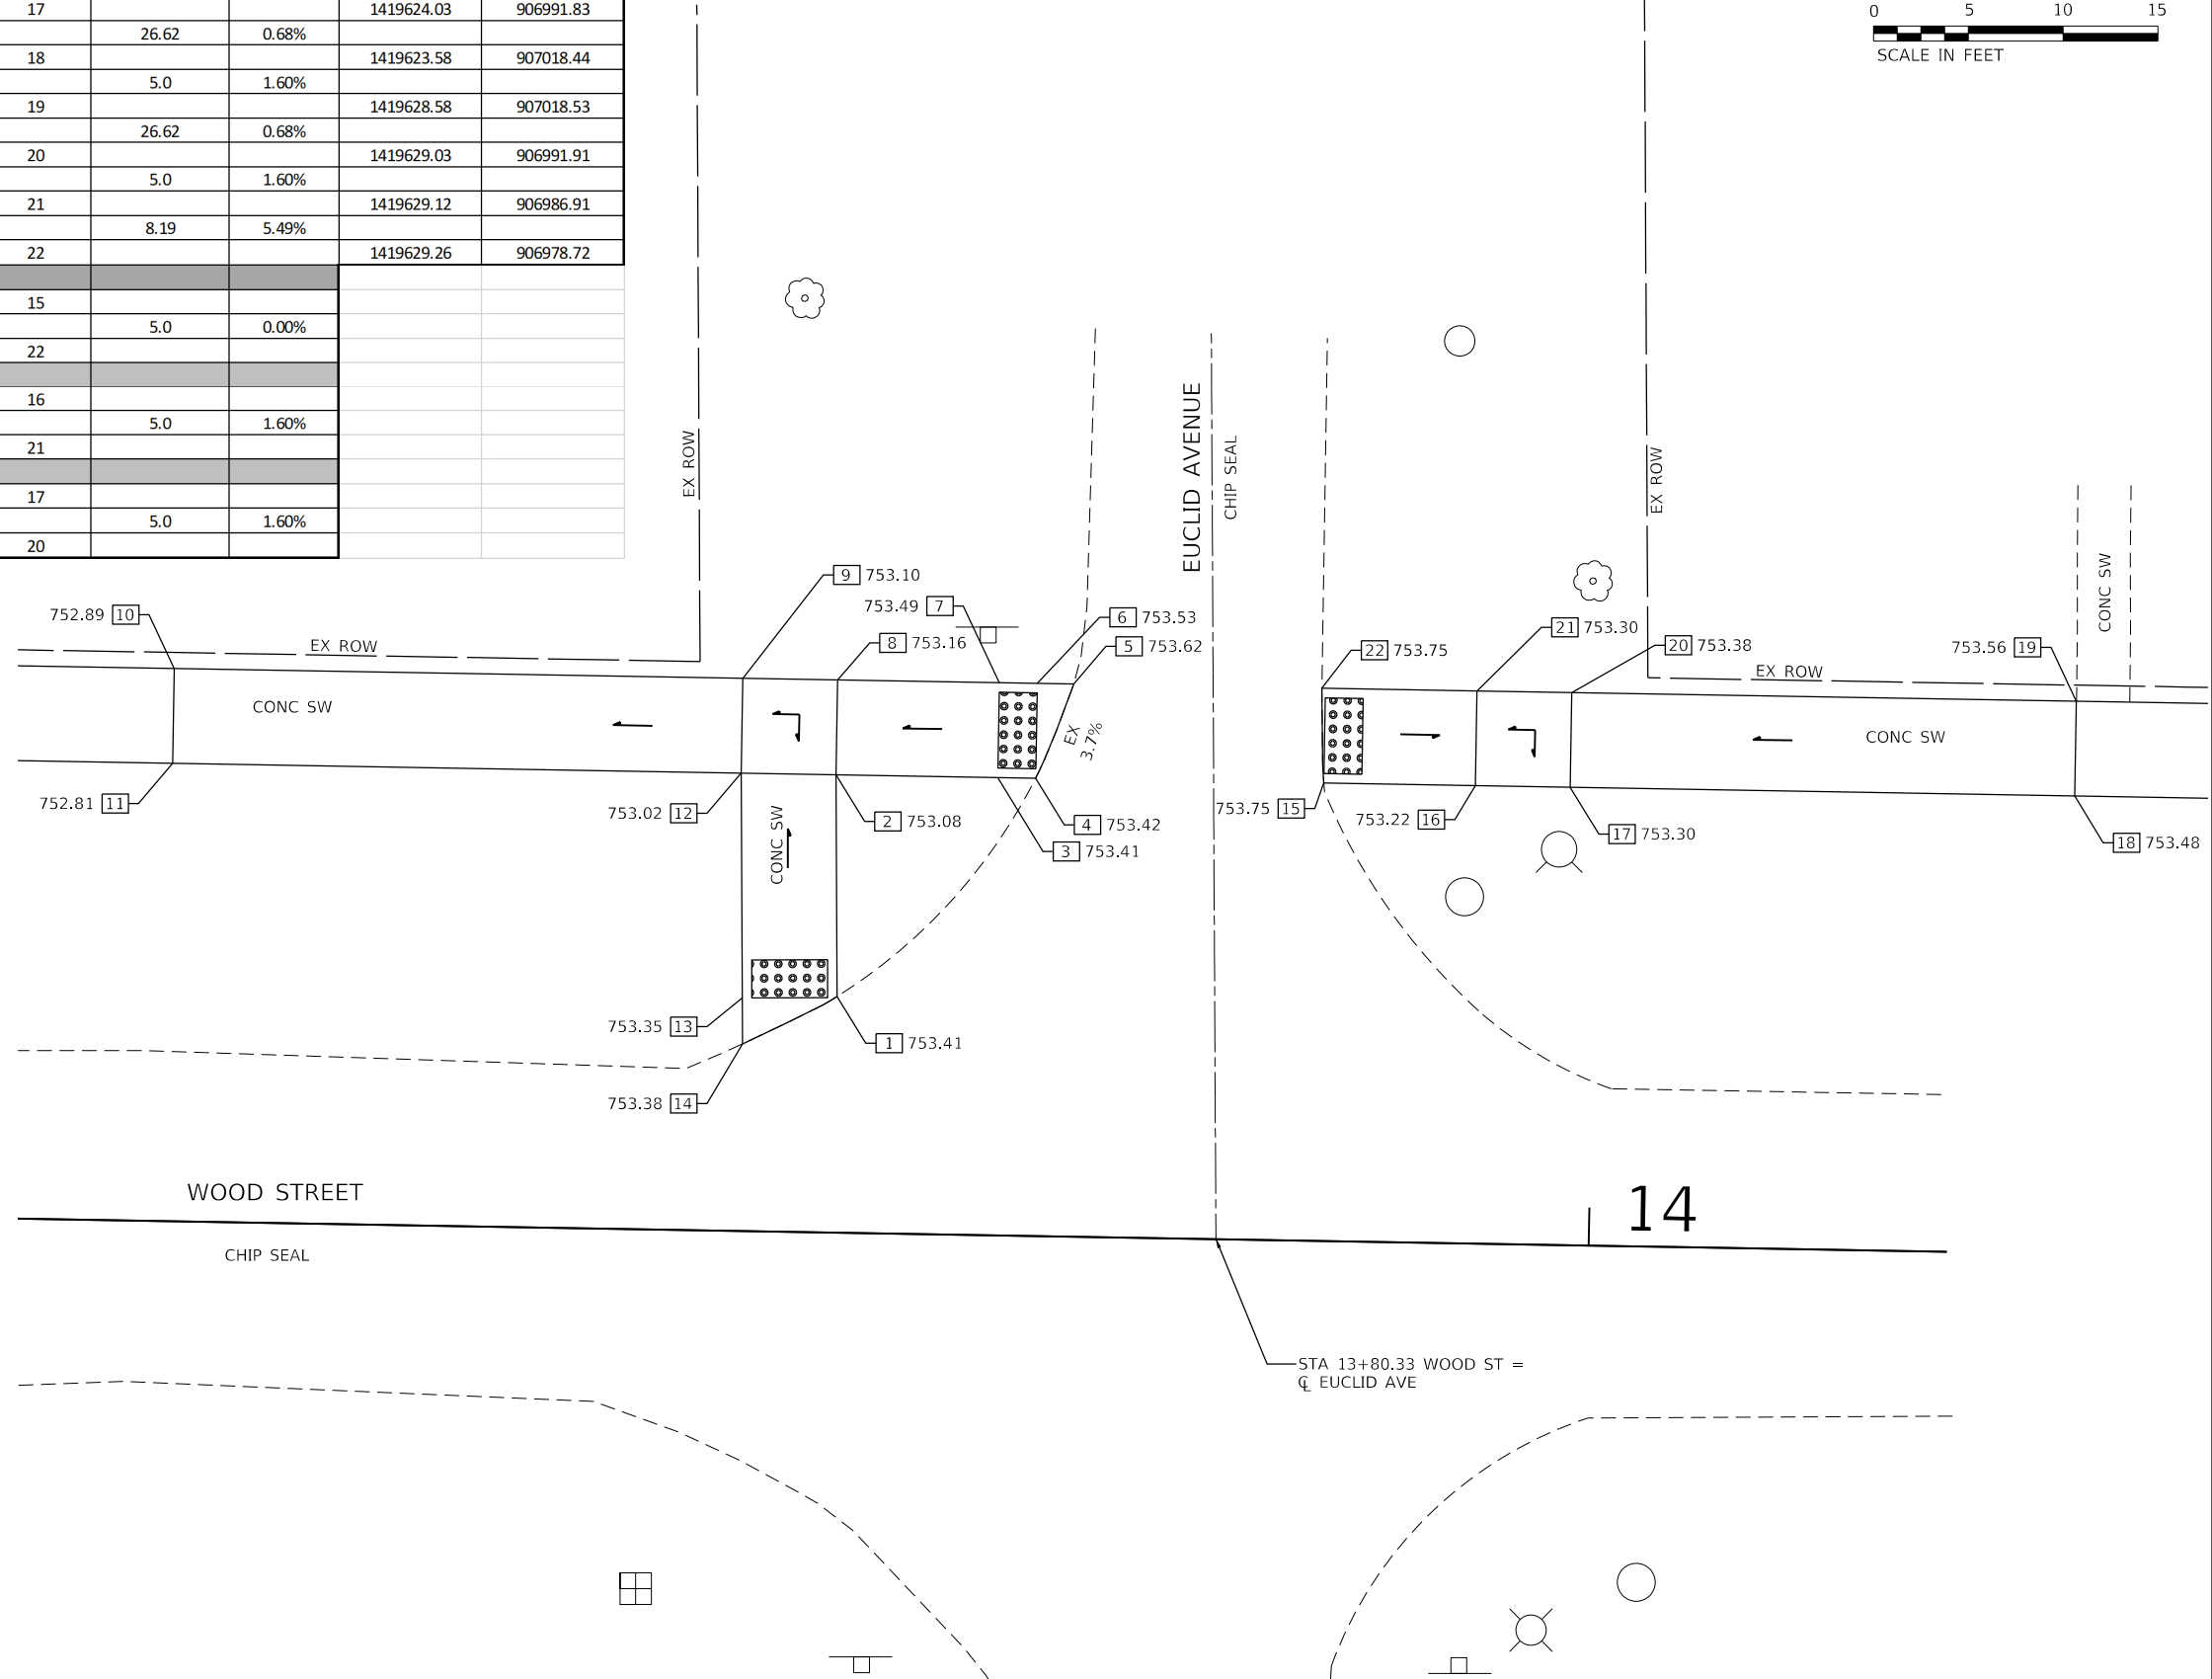 17 1419624.03 906991.83
26.62 0.68%
18 1419623.58 907018.44
5.0 1.60%
19 1419628.58 907018.53
26.62 0.68%
20 1419629.03 906991.91
5.0 1.60%
21 1419629.12 906986.91
8.19 5.49%
22 1419629.26 906978.72
15
5.0 0.00%
22
16
5.0 1.60%
21
17
5.0 1.60%
20
0 5 10 15
SCALE IN FEET
EX ROW
EUCLID AVENUE
CHIP SEAL
EX ROW
CONC SW
9 753.10
753.49 7
6 753.53
752.89 10
8 753.16
5 753.62
EX ROW
22 753.75
21 753.30
20 753.38
753.56 19
EX ROW
CONC SW
EX
3.7%
CONC SW
752.81 11
753.02 12
CONC SW
2 753.08
4 753.42
3 753.41
753.75 15
753.22 16
17 753.30
18 753.48
753.35 13
1 753.41
753.38 14
WOOD STREET
14
CHIP SEAL
STA 13+80.33 WOOD ST =
℄ EUCLID AVE